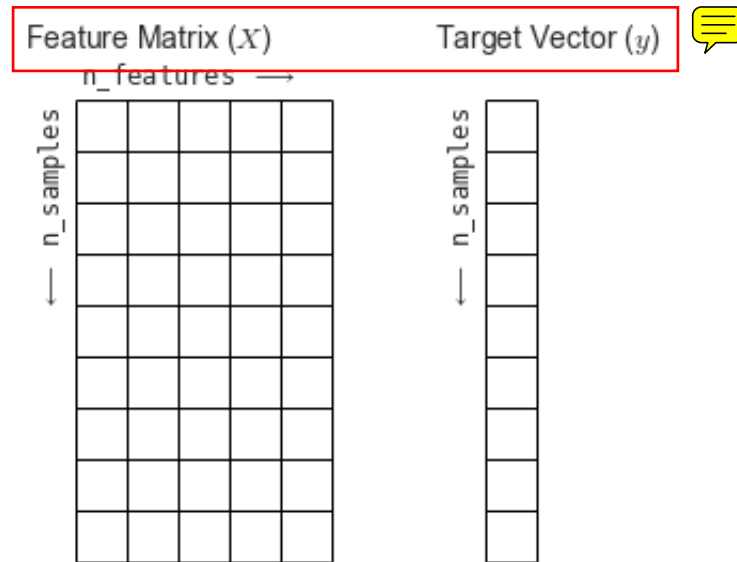 Feature Matrix (X)
Target Vector (y)
n_features ⟶
⟵ n_samples
⟵ n_samples